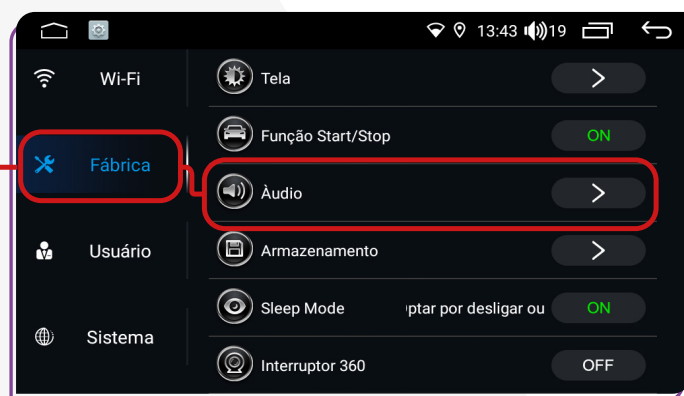 13:43 19
Wi-Fi
Fábrica
Usuário
Sistema
Tela
Função Start/Stop ON
Àudio
Armazenamento
Sleep Mode ptar por desligar ou ON
Interruptor 360 OFF